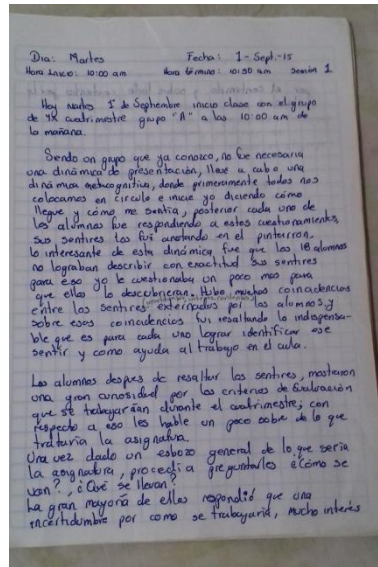 Dia: Martes Fecha: 1-Sept.-15
Hora Inicio: 10:00 am Hora término: 10:50 am Sesión 1
Hoy martes 1º de Septiembre inicio clase con el grupo
de 4º cuatrimestre grupo "A" a las 10:00 am de
la mañana.
Siendo un grupo que ya conozco, no fue necesaria
una dinámica de presentación, lleve a cabo una
dinámica metacognitiva, donde primeramente todos nos
colocamos en circulo e inicie yo diciendo cómo
llegue y cómo me sentía, posterior cada uno de
los alumnos fue respondiendo a estos cuestionamientos,
sus sentires los fui anotando en el pintarron.
lo interesante de esta dinámica fue que los 18 alumnos
no lograban describir con exactitud sus sentires
para eso yo le cuestionaba un poco mas para
que ellos lo descubrieran. Hubo muchas coincidencias
entre los sentires externados por los alumnos y
sobre esas coincidencias fui resaltando lo indispensa-
ble que es para cada uno lograr identificar ese
sentir y como ayuda al trabajo en el aula.
Los alumnos despues de resaltar los sentires, mostraron
una gran curiosidad por los criterios de Evaluación
que se trabajarían durante el cuatrimestre; con
respecto a eso les hable un poco sobre de lo que
trataria la asignatura.
Una vez dado un esbozo general de lo que seria
la asignatura, procedi a preguntarles ¿Cómo se
van?, ¿Qué se llevan?
La gran mayoría de ellos respondió que una
incertidumbre por como se trabajaría, mucho interés